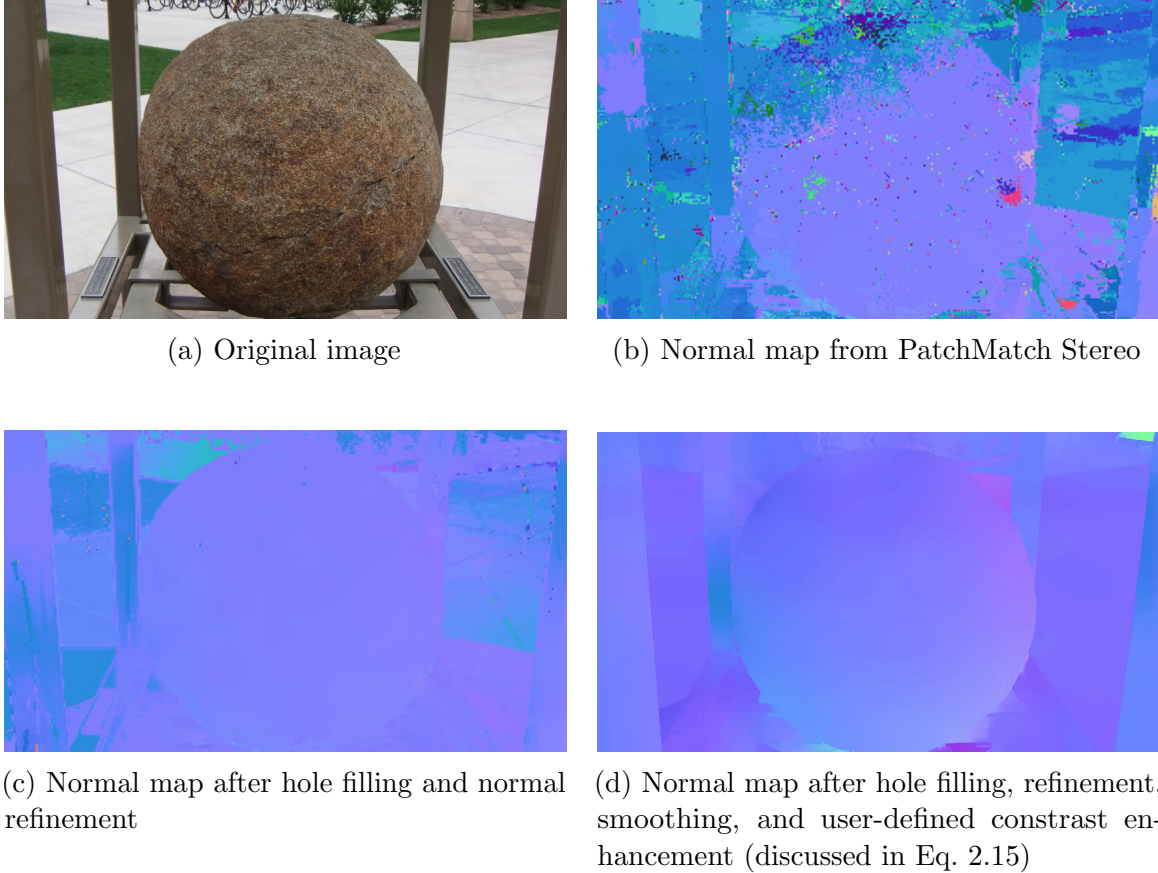 (a) Original image
(b) Normal map from PatchMatch Stereo
(c) Normal map after hole filling and normal
refinement
(d) Normal map after hole filling, refinement,
smoothing, and user-defined constrast en-
hancement (discussed in Eq. 2.15)